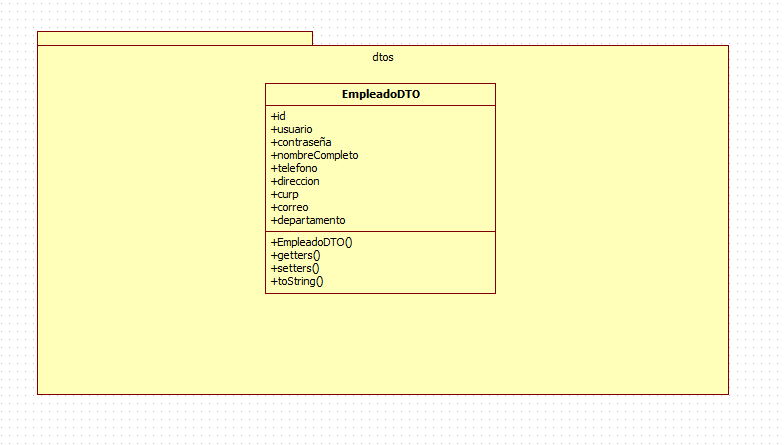 dtos
EmpleadoDTO
+id
+usuario
+contraseña
+nombreCompleto
+telefono
+direccion
+curp
+correo
+departamento
+EmpleadoDTO()
+getters()
+setters()
+toString()